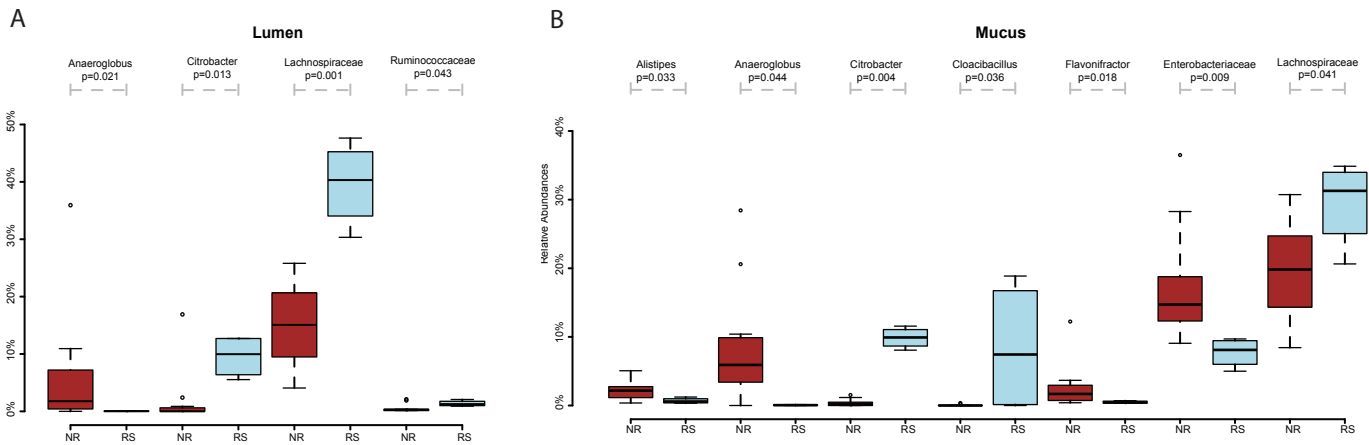 A
Lumen
Anaeroglobus
p=0.021
Citrobacter
p=0.013
Lachnospiraceae
p=0.001
Ruminococcaceae
p=0.043
50%
40%
30%
20%
10%
0%
NR RS NR RS NR RS NR RS
B
Mucus
Alistipes
p=0.033
Anaeroglobus
p=0.044
Citrobacter
p=0.004
Cloacibacillus
p=0.036
Flavonifractor
p=0.018
Enterobacteriaceae
p=0.009
Lachnospiraceae
p=0.041
Relative Abundances
40%
30%
20%
10%
0%
NR RS NR RS NR RS NR RS NR RS NR RS NR RS